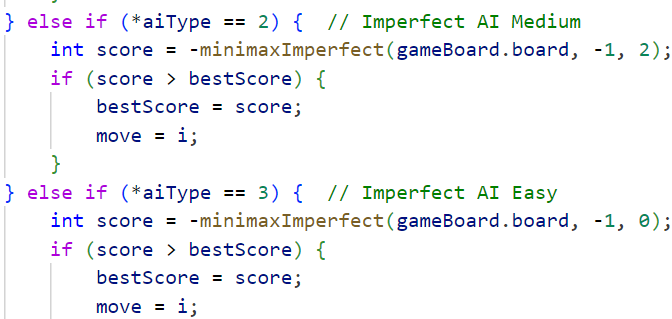 } else if (*aiType == 2) {  // Imperfect AI Medium
    int score = -minimaxImperfect(gameBoard.board, -1, 2);
    if (score > bestScore) {
        bestScore = score;
        move = i;
    }
} else if (*aiType == 3) {  // Imperfect AI Easy
    int score = -minimaxImperfect(gameBoard.board, -1, 0);
    if (score > bestScore) {
        bestScore = score;
        move = i;